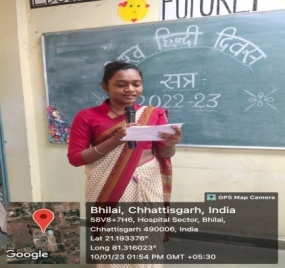 FUTURE
हिन्दी दिवस
सत्र
2022-23
GPS Map Camera
Bhilai, Chhattisgarh, India
58V8+7H6, Hospital Sector, Bhilai,
Chhattisgarh 490006, India
Lat 21.193376°
Long 81.316023°
10/01/23 01:54 PM GMT +05:30
Google